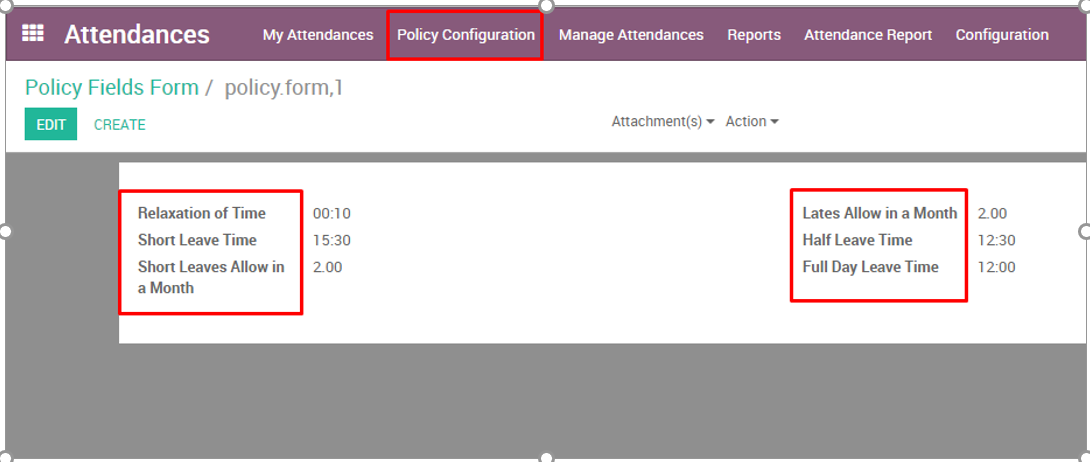 Attendances My Attendances Policy Configuration Manage Attendances Reports Attendance Report Configuration
Policy Fields Form / policy.form,1
EDIT CREATE Attachment(s) Action
Relaxation of Time 00:10 Lates Allow in a Month 2.00
Short Leave Time 15:30 Half Leave Time 12:30
Short Leaves Allow in 2.00 Full Day Leave Time 12:00
a Month